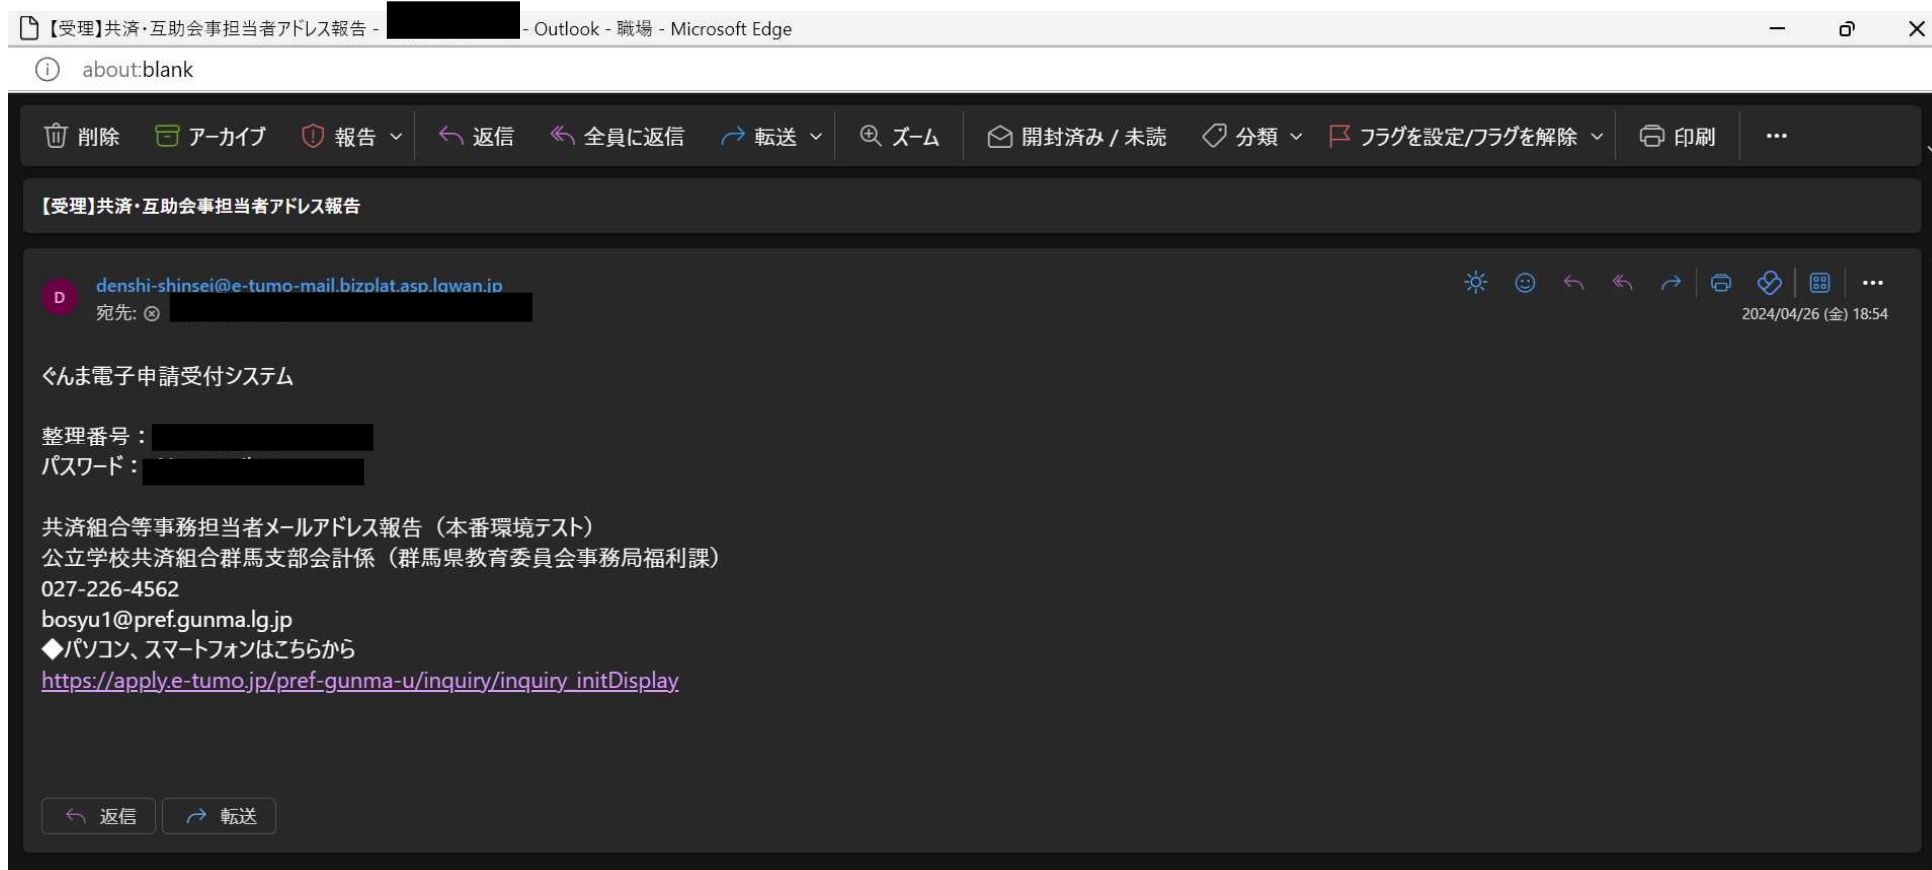 【受理】共済・互助会事担当者アドレス報告 - - Outlook - 職場 - Microsoft Edge
about:blank
削除 アーカイブ 報告 返信 全員に返信 転送 ズーム 開封済み / 未読 分類 フラグを設定/フラグを解除 印刷 ...
【受理】共済・互助会事担当者アドレス報告
D denshi-shinsei@e-tumo-mail.bizplat.asp.lgwan.jp
宛先:
2024/04/26 (金) 18:54
ぐんま電子申請受付システム
整理番号：
パスワード：
共済組合等事務担当者メールアドレス報告（本番環境テスト）
公立学校共済組合群馬支部会計係（群馬県教育委員会事務局福利課）
027-226-4562
bosyu1@pref.gunma.lg.jp
◆パソコン、スマートフォンはこちらから
https://apply.e-tumo.jp/pref-gunma-u/inquiry/inquiry_initDisplay
返信 転送